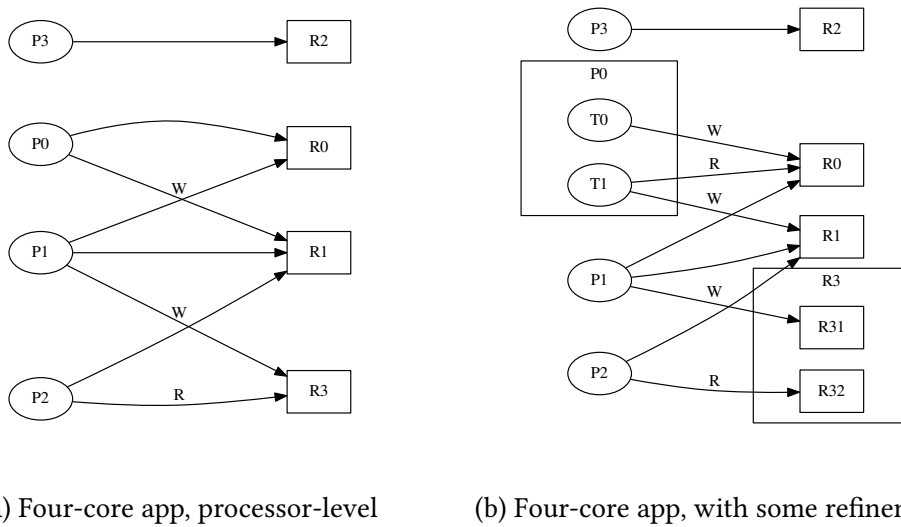 P3
R2
P0
R0
W
P1
R1
W
P2
R
R3
P3
R2
P0
T0
W
R
R0
T1
W
R1
P1
W
R3
R31
P2
R
R32
) Four-core app, processor-level
(b) Four-core app, with some refiner